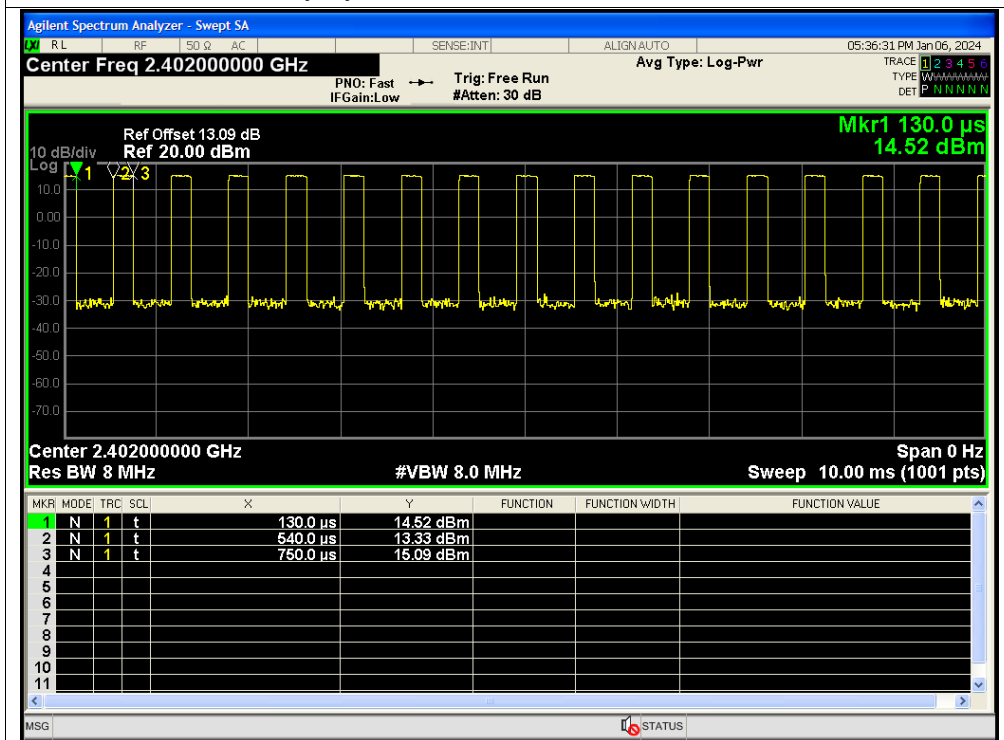 Agilent Spectrum Analyzer - Swept SA
LXI RL RF 50 Ω AC SENSE:INT ALIGN AUTO 05:36:31 PM Jan 06, 2024
Center Freq 2.402000000 GHz
PNO: Fast
IFGain:Low
Trig: Free Run
#Atten: 30 dB
Avg Type: Log-Pwr
TRACE 1 2 3 4 5 6
TYPE W
DET P N N N N N
Mkr1 130.0 µs
14.52 dBm
Ref Offset 13.09 dB
10 dB/div Ref 20.00 dBm
Log
1 2 3
10.0
0.00
-10.0
-20.0
-30.0
-40.0
-50.0
-60.0
-70.0
Center 2.402000000 GHz Span 0 Hz
Res BW 8 MHz #VBW 8.0 MHz Sweep 10.00 ms (1001 pts)
MKR MODE TRC SCL X Y FUNCTION FUNCTION WIDTH FUNCTION VALUE
1 N 1 t 130.0 µs 14.52 dBm
2 N 1 t 540.0 µs 13.33 dBm
3 N 1 t 750.0 µs 15.09 dBm
4
5
6
7
8
9
10
11
MSG STATUS